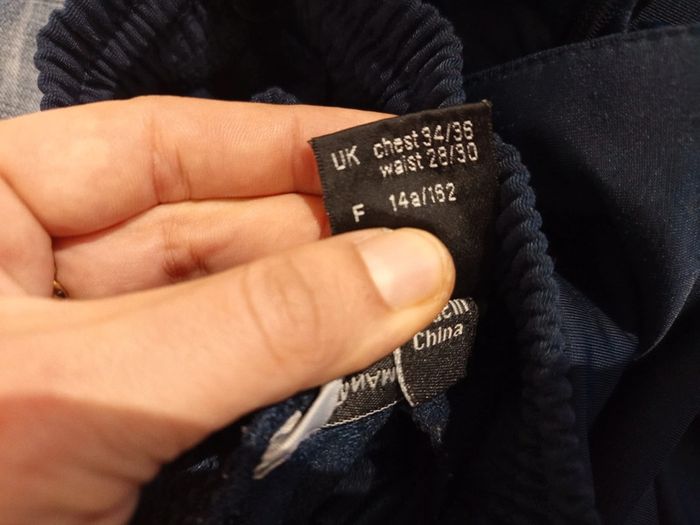 UK chest 34/36
waist 28/30
F 14a/162
China